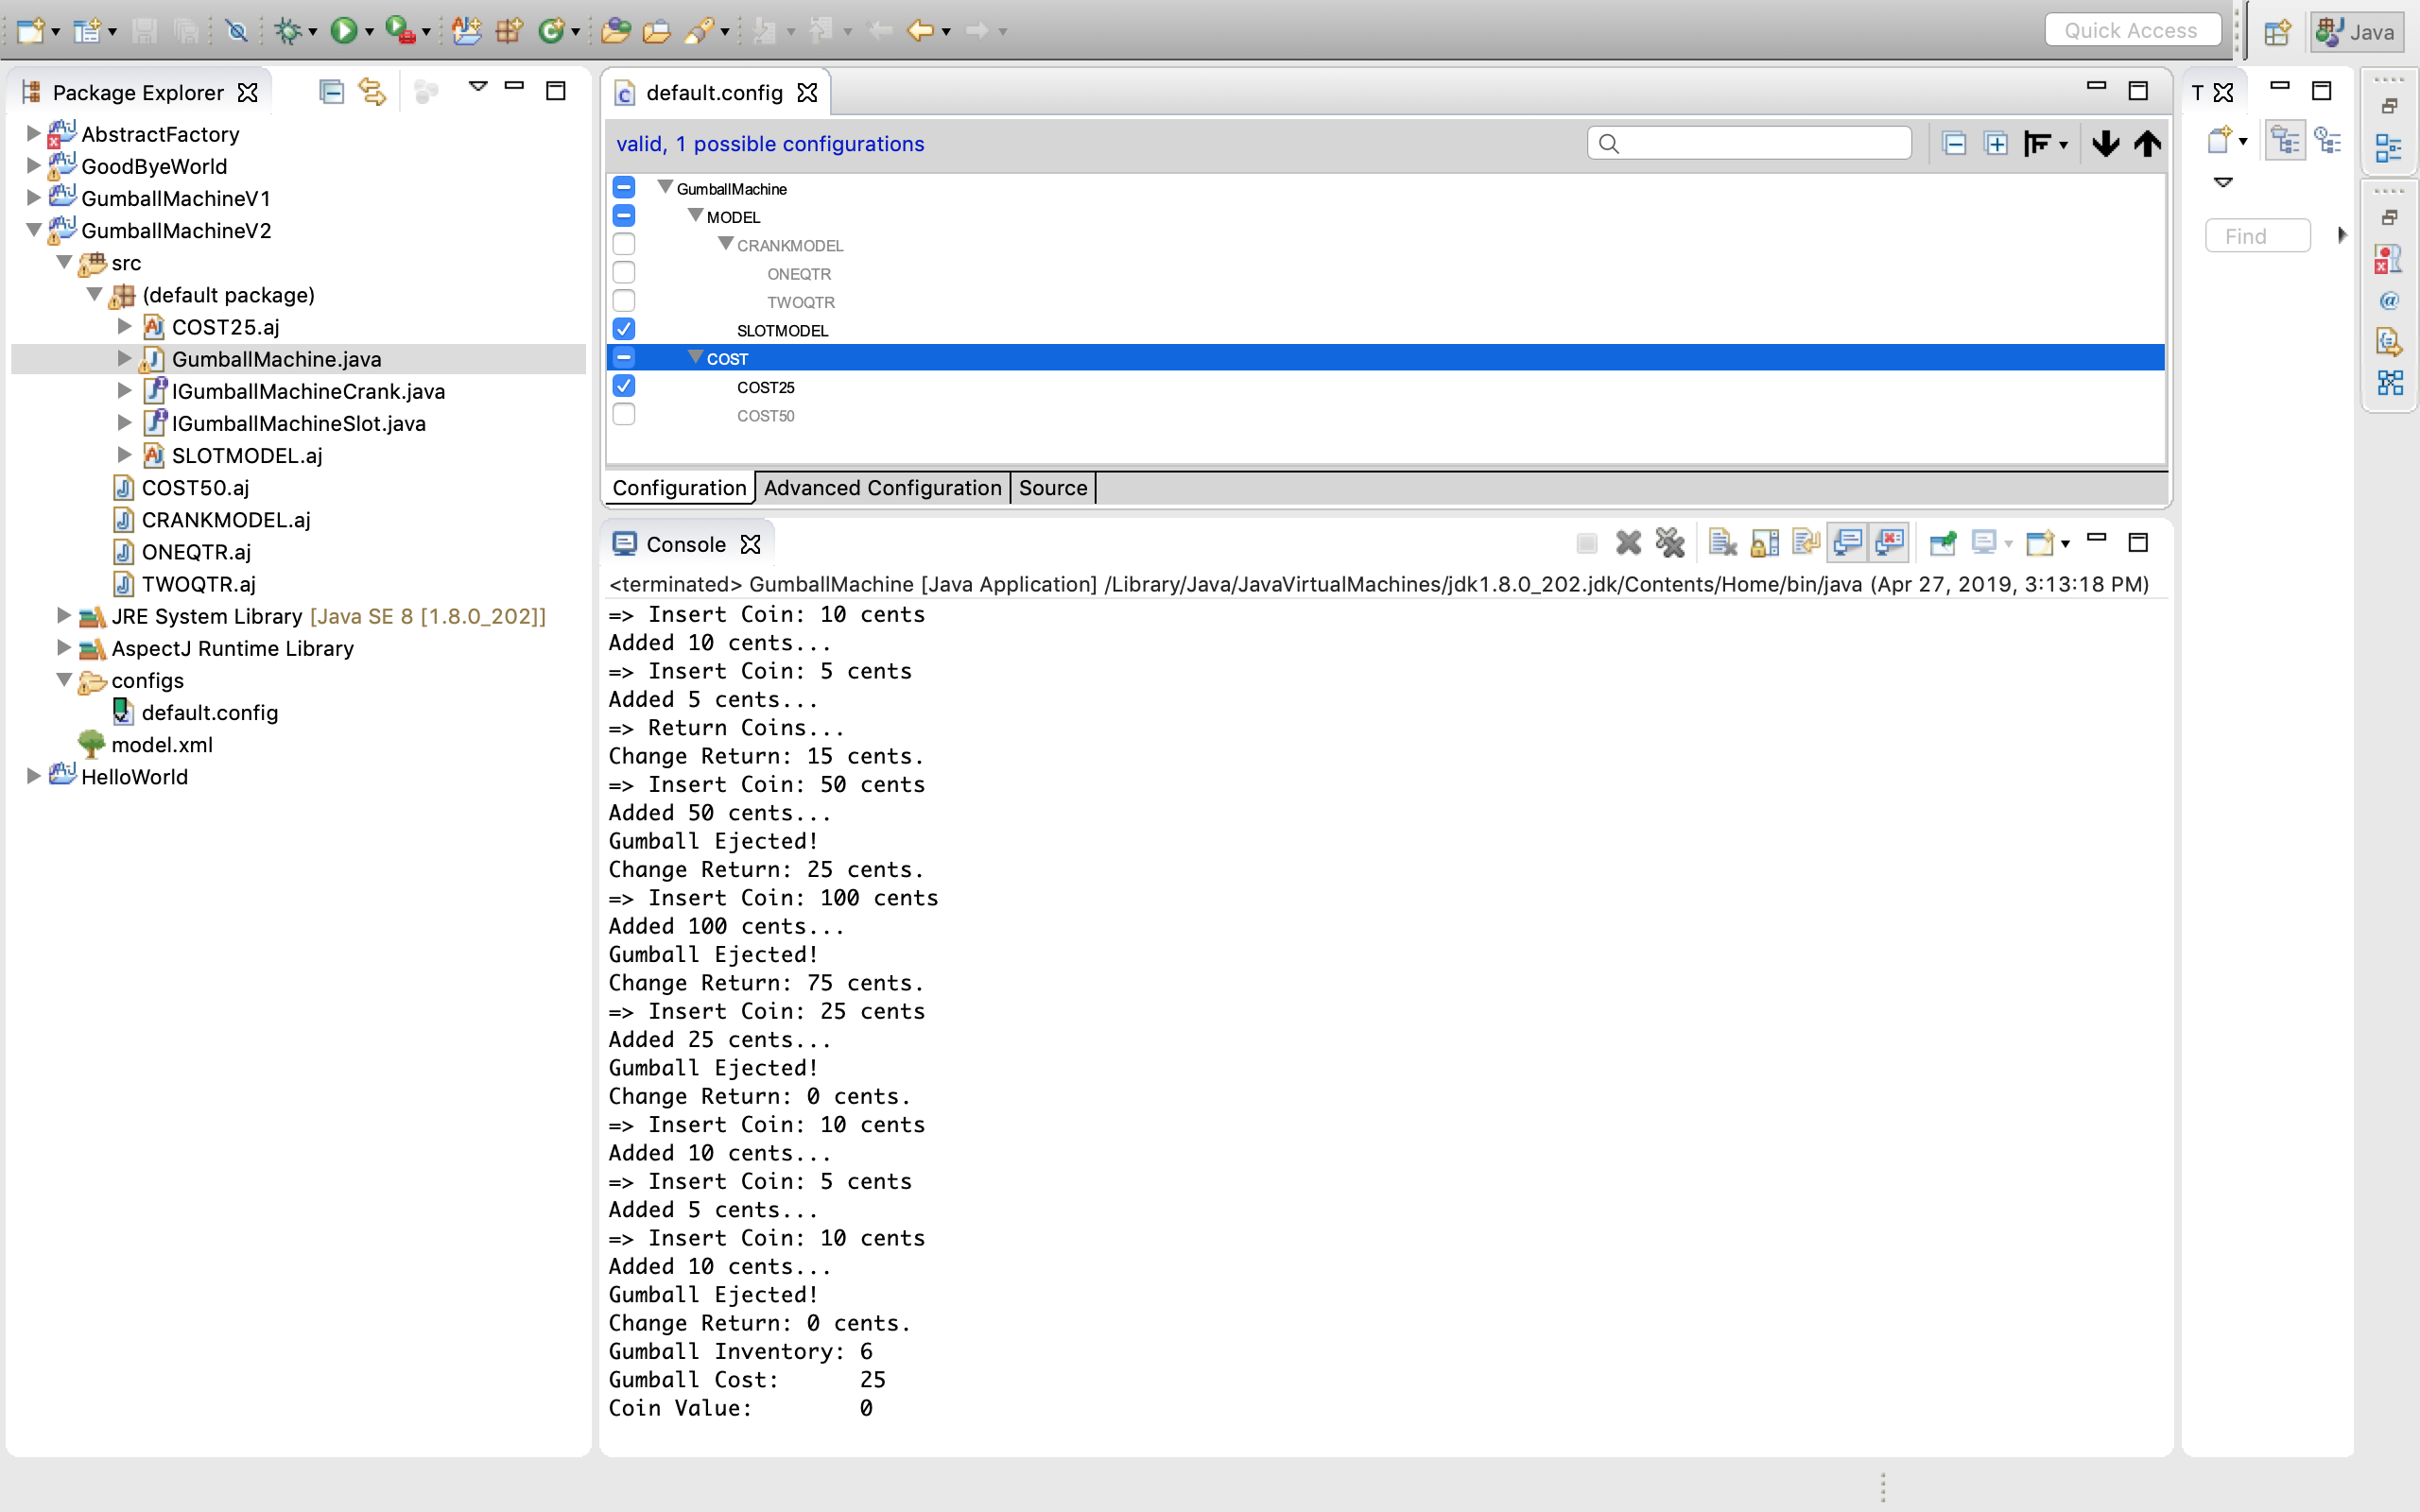 Quick Access
Java
Package Explorer
AbstractFactory
GoodByeWorld
GumballMachineV1
GumballMachineV2
src
(default package)
COST25.aj
GumballMachine.java
IGumballMachineCrank.java
IGumballMachineSlot.java
SLOTMODEL.aj
COST50.aj
CRANKMODEL.aj
ONEQTR.aj
TWOQTR.aj
JRE System Library [Java SE 8 [1.8.0_202]]
AspectJ Runtime Library
configs
default.config
model.xml
HelloWorld
default.config
valid, 1 possible configurations
GumballMachine
MODEL
CRANKMODEL
ONEQTR
TWOQTR
SLOTMODEL
COST
COST25
COST50
Configuration Advanced Configuration Source
Console
<terminated> GumballMachine [Java Application] /Library/Java/JavaVirtualMachines/jdk1.8.0_202.jdk/Contents/Home/bin/java (Apr 27, 2019, 3:13:18 PM)
=> Insert Coin: 10 cents
Added 10 cents...
=> Insert Coin: 5 cents
Added 5 cents...
=> Return Coins...
Change Return: 15 cents.
=> Insert Coin: 50 cents
Added 50 cents...
Gumball Ejected!
Change Return: 25 cents.
=> Insert Coin: 100 cents
Added 100 cents...
Gumball Ejected!
Change Return: 75 cents.
=> Insert Coin: 25 cents
Added 25 cents...
Gumball Ejected!
Change Return: 0 cents.
=> Insert Coin: 10 cents
Added 10 cents...
=> Insert Coin: 5 cents
Added 5 cents...
=> Insert Coin: 10 cents
Added 10 cents...
Gumball Ejected!
Change Return: 0 cents.
Gumball Inventory: 6
Gumball Cost: 25
Coin Value: 0
T
Find